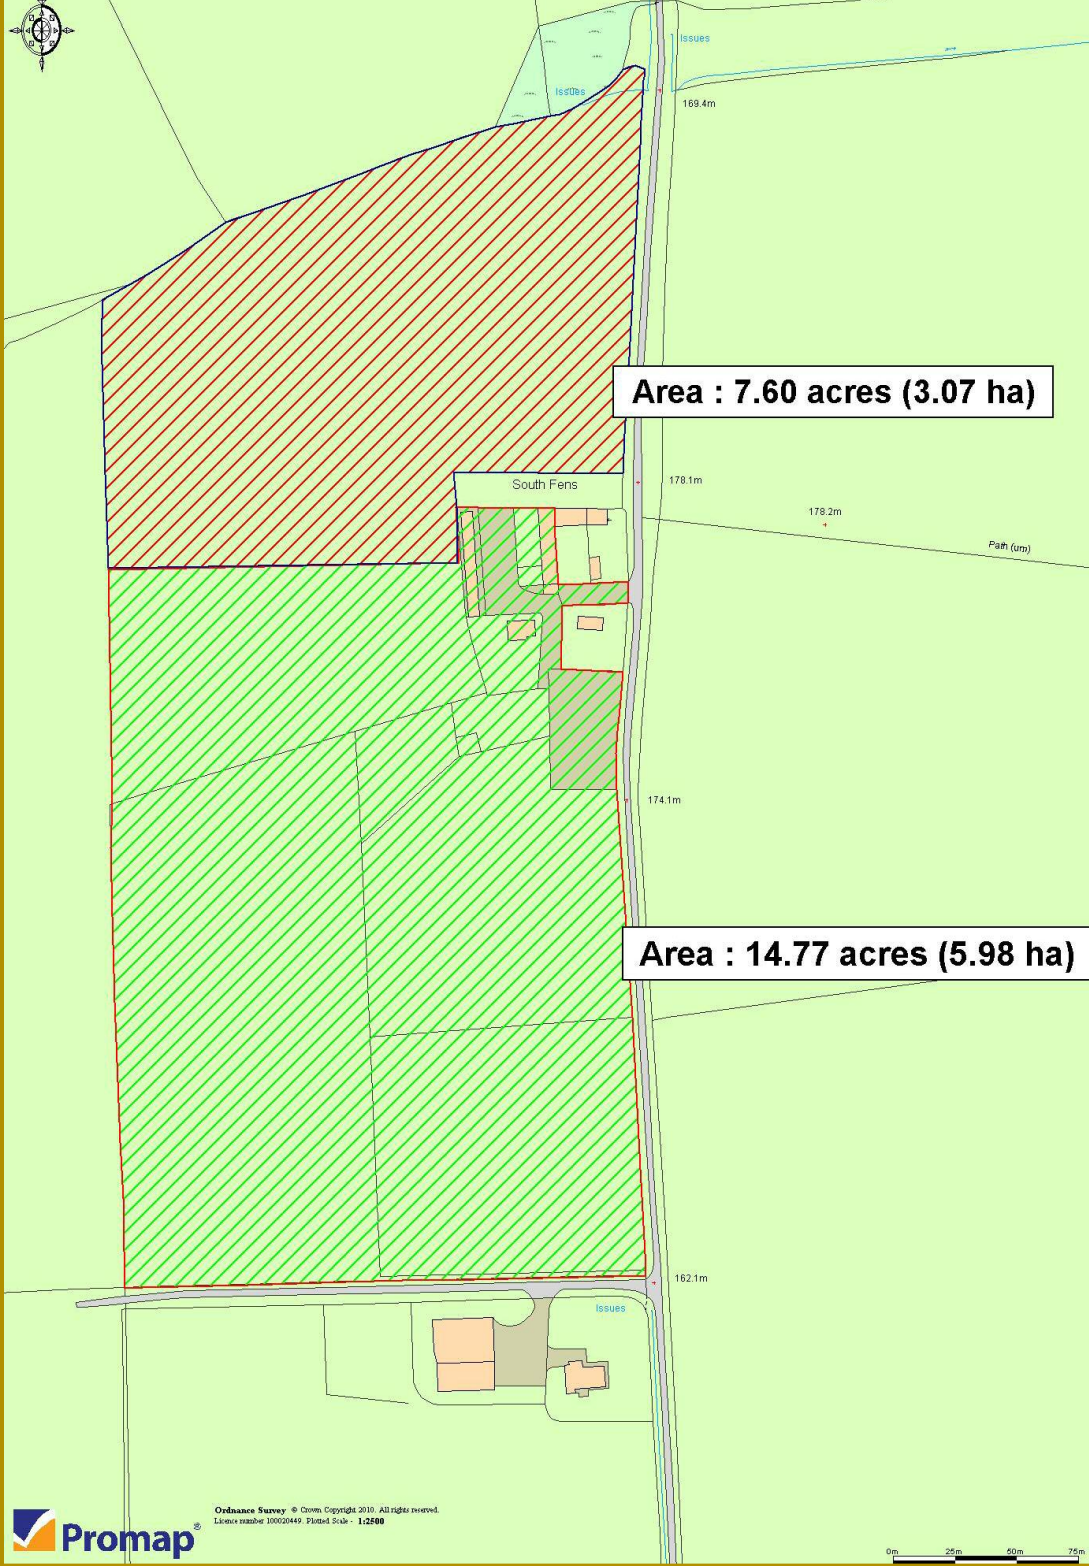 Issues
Issues
169.4m
Area : 7.60 acres (3.07 ha)
South Fens
178.1m
178.2m
Path (um)
174.1m
Area : 14.77 acres (5.98 ha)
162.1m
Issues
Promap®
Ordnance Survey © Crown Copyright 2010. All rights reserved.
Licence number 100020449. Plotted Scale - 1:2500
0m 25m 50m 75m